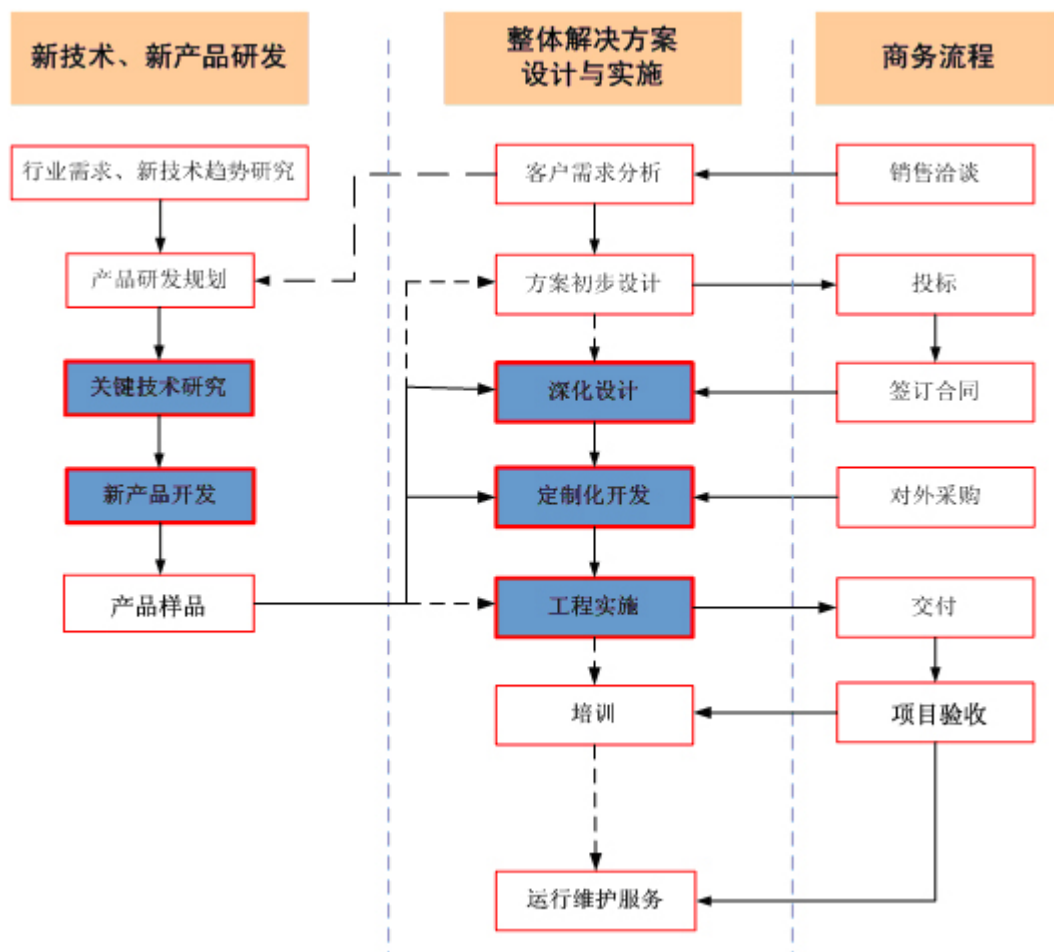 新技术、新产品研发
整体解决方案
设计与实施
商务流程
行业需求、新技术趋势研究
客户需求分析
销售洽谈
产品研发规划
方案初步设计
投标
关键技术研究
深化设计
签订合同
新产品开发
定制化开发
对外采购
产品样品
工程实施
交付
培训
项目验收
运行维护服务